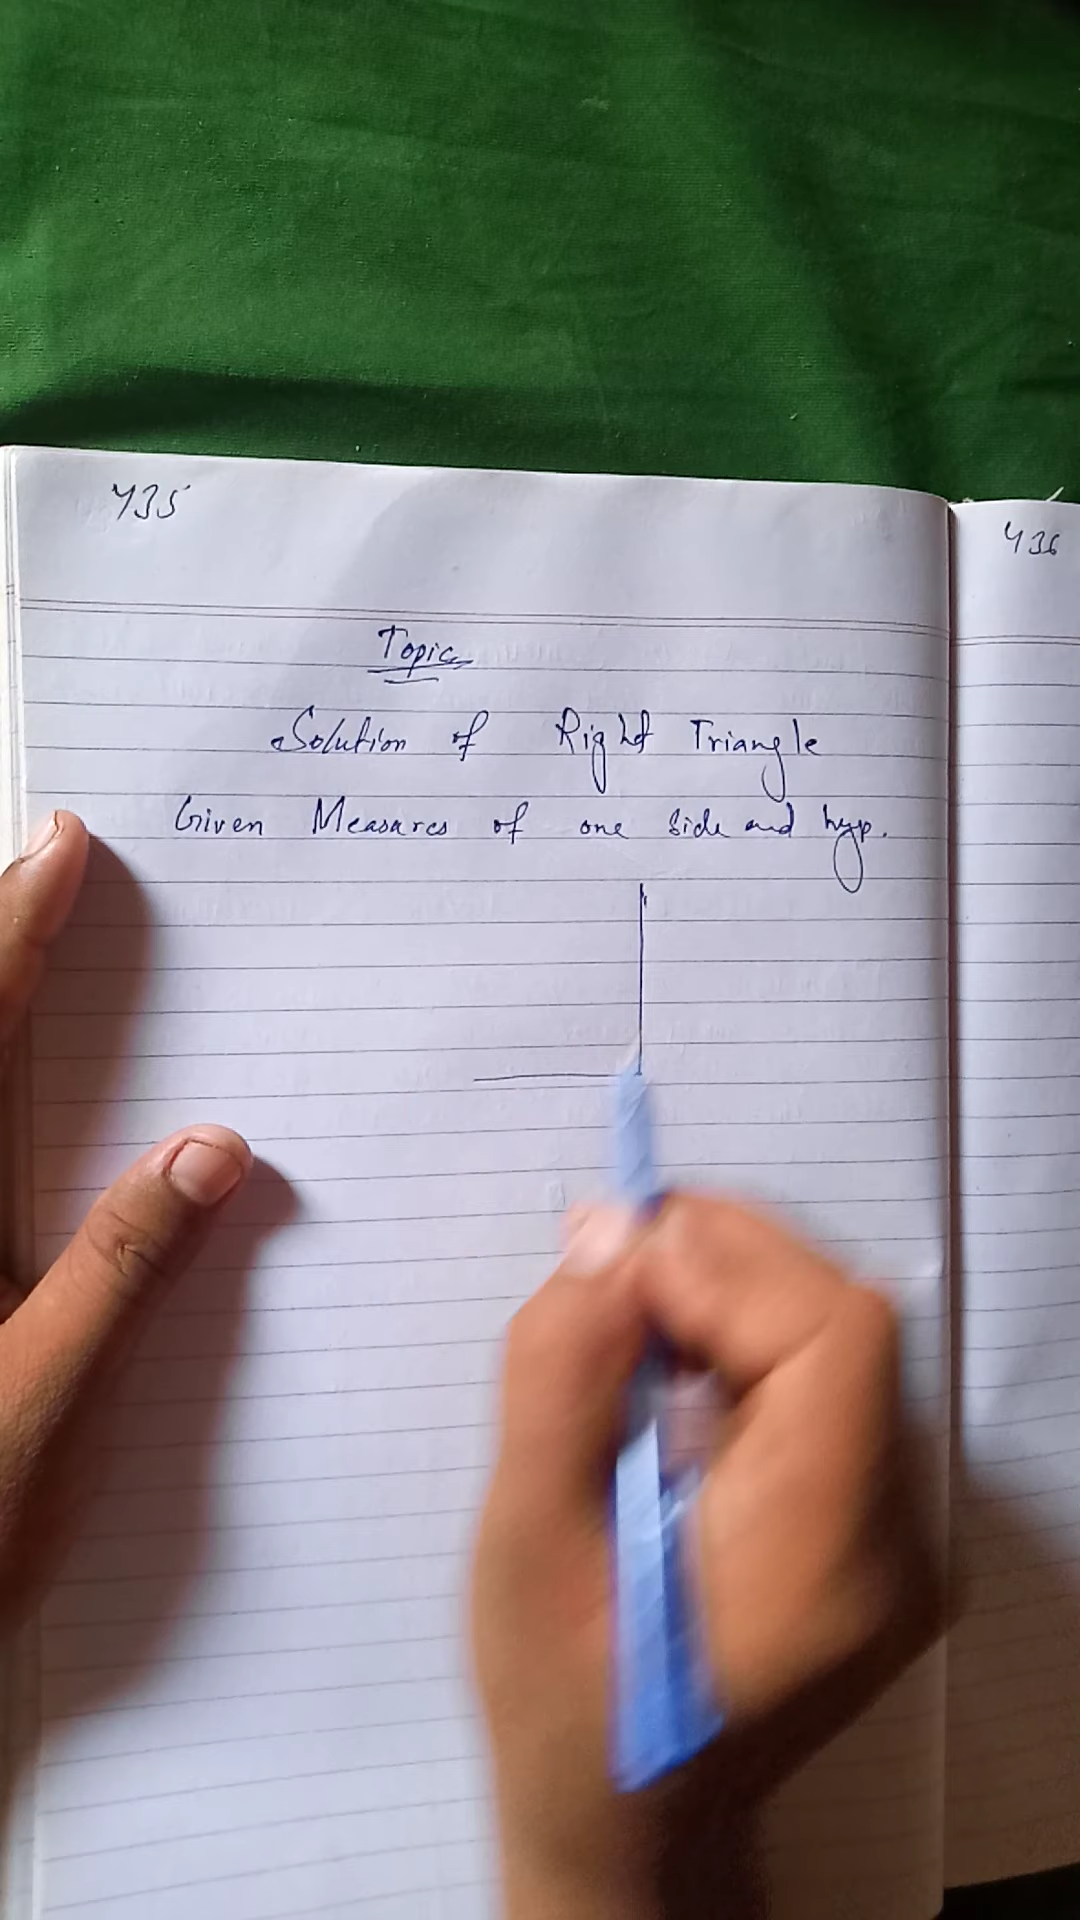 435
436
Topic
Solution of Right Triangle
Given Measures of one side and hyp.